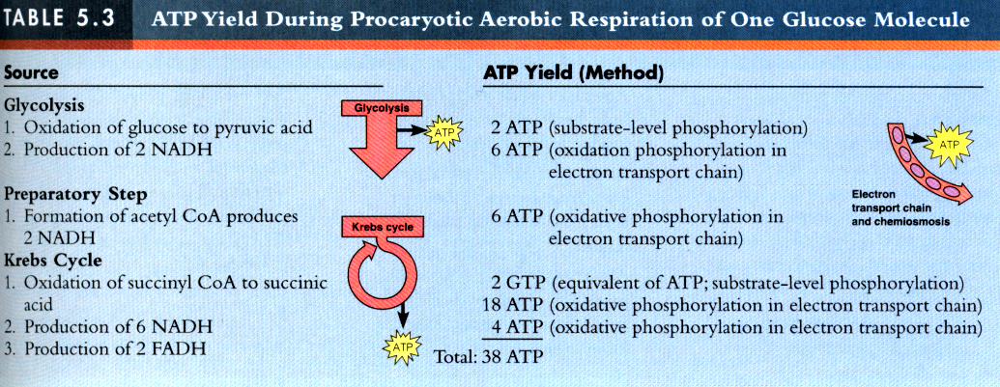 TABLE 5.3 ATP Yield During Procaryotic Aerobic Respiration of One Glucose Molecule
Source
ATP Yield (Method)
Glycolysis
1. Oxidation of glucose to pyruvic acid
2. Production of 2 NADH
Glycolysis
ATP
2 ATP (substrate-level phosphorylation)
6 ATP (oxidation phosphorylation in
electron transport chain)
ATP
Electron
transport chain
and chemiosmosis
Preparatory Step
1. Formation of acetyl CoA produces
2 NADH
6 ATP (oxidative phosphorylation in
electron transport chain)
Krebs cycle
Krebs Cycle
1. Oxidation of succinyl CoA to succinic
acid
2. Production of 6 NADH
3. Production of 2 FADH
ATP
2 GTP (equivalent of ATP; substrate-level phosphorylation)
18 ATP (oxidative phosphorylation in electron transport chain)
4 ATP (oxidative phosphorylation in electron transport chain)
Total: 38 ATP